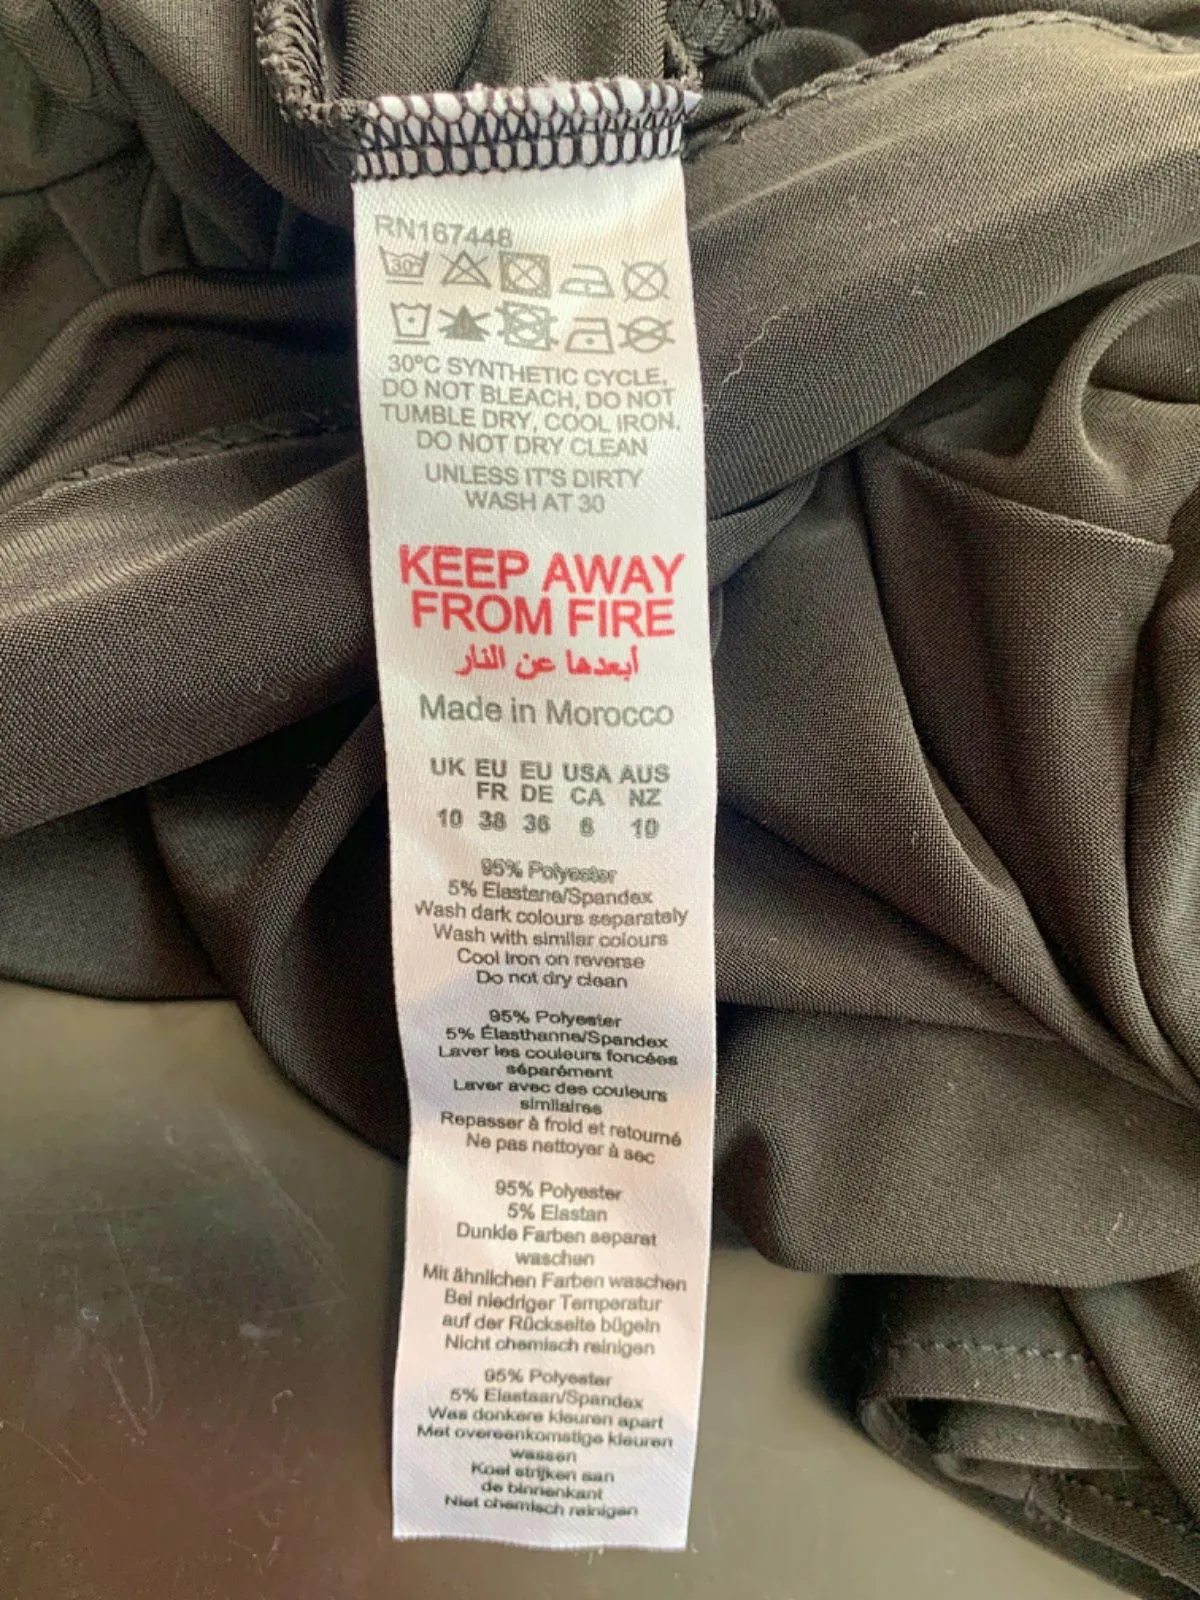 RN167448
30°
30°C SYNTHETIC CYCLE,
DO NOT BLEACH, DO NOT
TUMBLE DRY, COOL IRON,
DO NOT DRY CLEAN
UNLESS IT'S DIRTY
WASH AT 30
KEEP AWAY
FROM FIRE
أبعدها عن النار
Made in Morocco
UK EU EU USA AUS
FR DE CA NZ
10 38 36 6 10
95% Polyester
5% Elastane/Spandex
Wash dark colours separately
Wash with similar colours
Cool iron on reverse
Do not dry clean
95% Polyester
5% Élasthanne/Spandex
Laver les couleurs foncées
séparément
Laver avec des couleurs
similaires
Repasser à froid et retourné
Ne pas nettoyer à sec
95% Polyester
5% Elastan
Dunkle Farben separat
waschen
Mit ähnlichen Farben waschen
Bei niedriger Temperatur
auf der Rückseite bügeln
Nicht chemisch reinigen
95% Polyester
5% Elastaan/Spandex
Was donkere kleuren apart
Met overeenkomstige kleuren
wassen
Koel strijken aan
de binnenkant
Niet chemisch reinigen